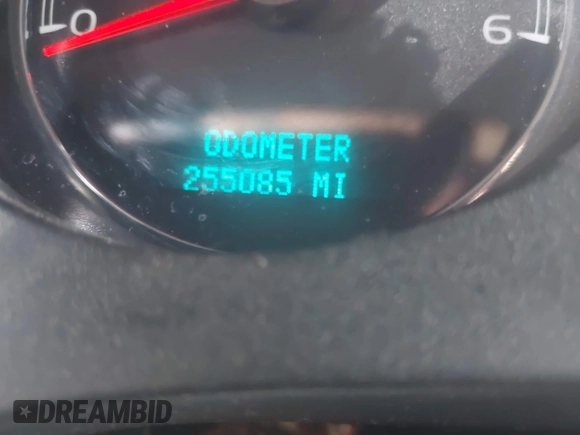 0 6
ODOMETER
255085 MI
DREAMBID